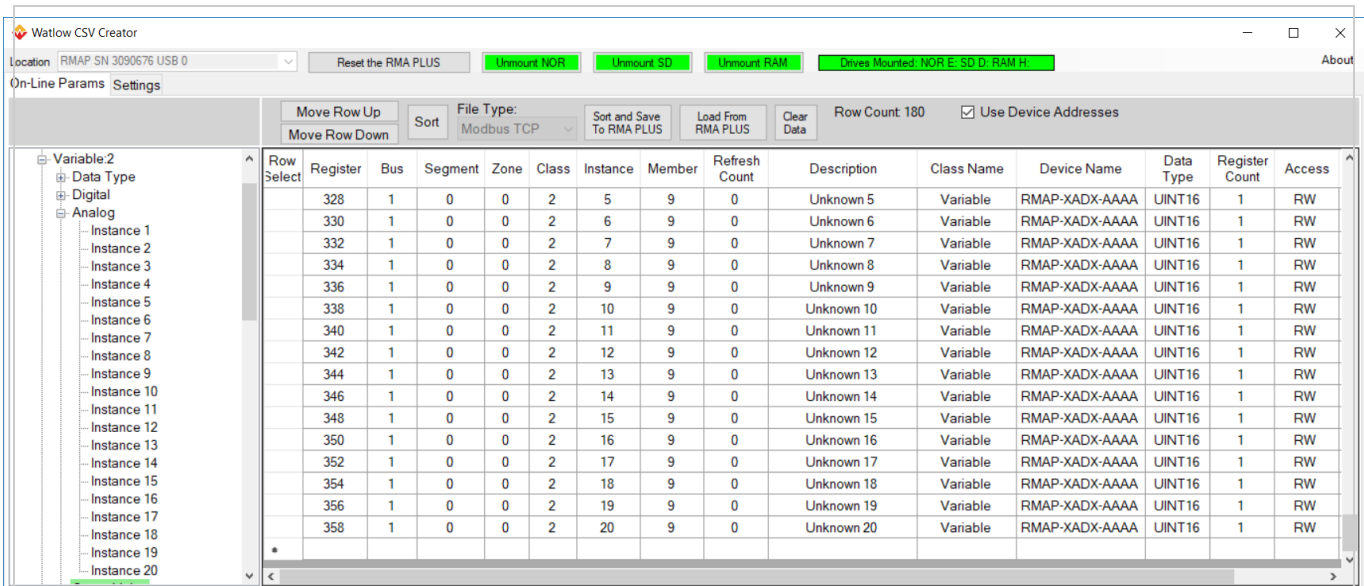 Watlow CSV Creator
Location RMAP SN 3090676 USB 0 Reset the RMA PLUS Unmount NOR Unmount SD Unmount RAM Drives Mounted: NOR E: SD D: RAM H: About
On-Line Params Settings
Move Row Up Move Row Down Sort File Type: Modbus TCP Sort and Save To RMA PLUS Load From RMA PLUS Clear Data Row Count: 180 Use Device Addresses
Variable:2
Data Type
Digital
Analog
Instance 1
Instance 2
Instance 3
Instance 4
Instance 5
Instance 6
Instance 7
Instance 8
Instance 9
Instance 10
Instance 11
Instance 12
Instance 13
Instance 14
Instance 15
Instance 16
Instance 17
Instance 18
Instance 19
Instance 20
Row Select Register Bus Segment Zone Class Instance Member Refresh Count Description Class Name Device Name Data Type Register Count Access
328 1 0 0 2 5 9 0 Unknown 5 Variable RMAP-XADX-AAAA UINT16 1 RW
330 1 0 0 2 6 9 0 Unknown 6 Variable RMAP-XADX-AAAA UINT16 1 RW
332 1 0 0 2 7 9 0 Unknown 7 Variable RMAP-XADX-AAAA UINT16 1 RW
334 1 0 0 2 8 9 0 Unknown 8 Variable RMAP-XADX-AAAA UINT16 1 RW
336 1 0 0 2 9 9 0 Unknown 9 Variable RMAP-XADX-AAAA UINT16 1 RW
338 1 0 0 2 10 9 0 Unknown 10 Variable RMAP-XADX-AAAA UINT16 1 RW
340 1 0 0 2 11 9 0 Unknown 11 Variable RMAP-XADX-AAAA UINT16 1 RW
342 1 0 0 2 12 9 0 Unknown 12 Variable RMAP-XADX-AAAA UINT16 1 RW
344 1 0 0 2 13 9 0 Unknown 13 Variable RMAP-XADX-AAAA UINT16 1 RW
346 1 0 0 2 14 9 0 Unknown 14 Variable RMAP-XADX-AAAA UINT16 1 RW
348 1 0 0 2 15 9 0 Unknown 15 Variable RMAP-XADX-AAAA UINT16 1 RW
350 1 0 0 2 16 9 0 Unknown 16 Variable RMAP-XADX-AAAA UINT16 1 RW
352 1 0 0 2 17 9 0 Unknown 17 Variable RMAP-XADX-AAAA UINT16 1 RW
354 1 0 0 2 18 9 0 Unknown 18 Variable RMAP-XADX-AAAA UINT16 1 RW
356 1 0 0 2 19 9 0 Unknown 19 Variable RMAP-XADX-AAAA UINT16 1 RW
358 1 0 0 2 20 9 0 Unknown 20 Variable RMAP-XADX-AAAA UINT16 1 RW
*